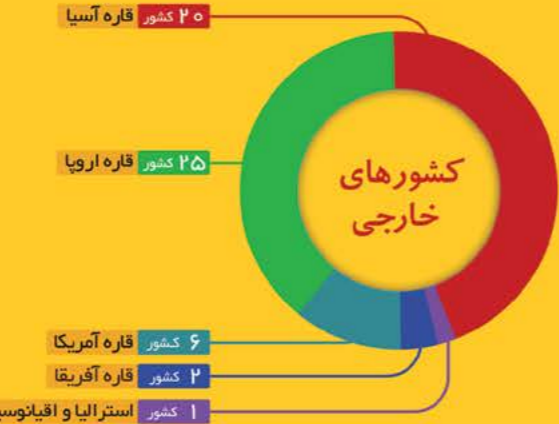 ۲۰ کشور قاره آسیا
۲۵ کشور قاره اروپا
کشورهای
خارجی
۶ کشور قاره آمریکا
۲ کشور قاره آفریقا
۱ کشور استرالیا و اقیانوسی